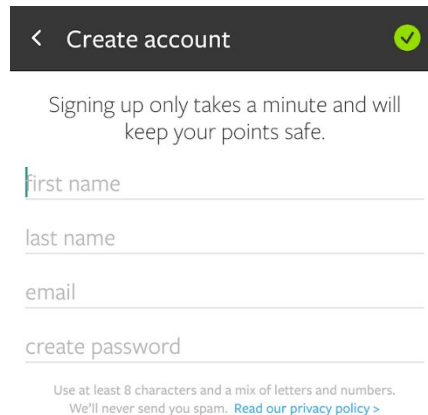 Create account
Signing up only takes a minute and will
keep your points safe.
first name
last name
email
create password
Use at least 8 characters and a mix of letters and numbers.
We'll never send you spam. Read our privacy policy >